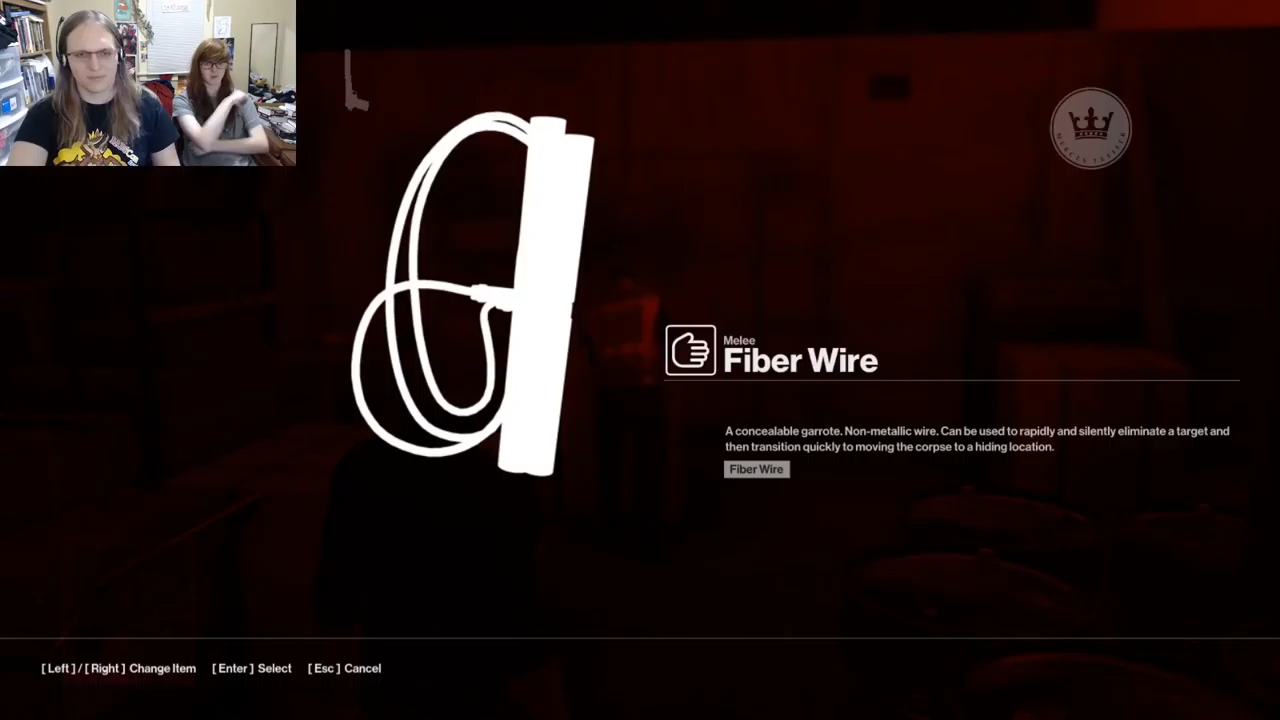 Melee
Fiber Wire
A concealable garrote. Non-metallic wire. Can be used to rapidly and silently eliminate a target and
then transition quickly to moving the corpse to a hiding location.
Fiber Wire
[ Left ] / [ Right ] Change Item [ Enter ] Select [ Esc ] Cancel